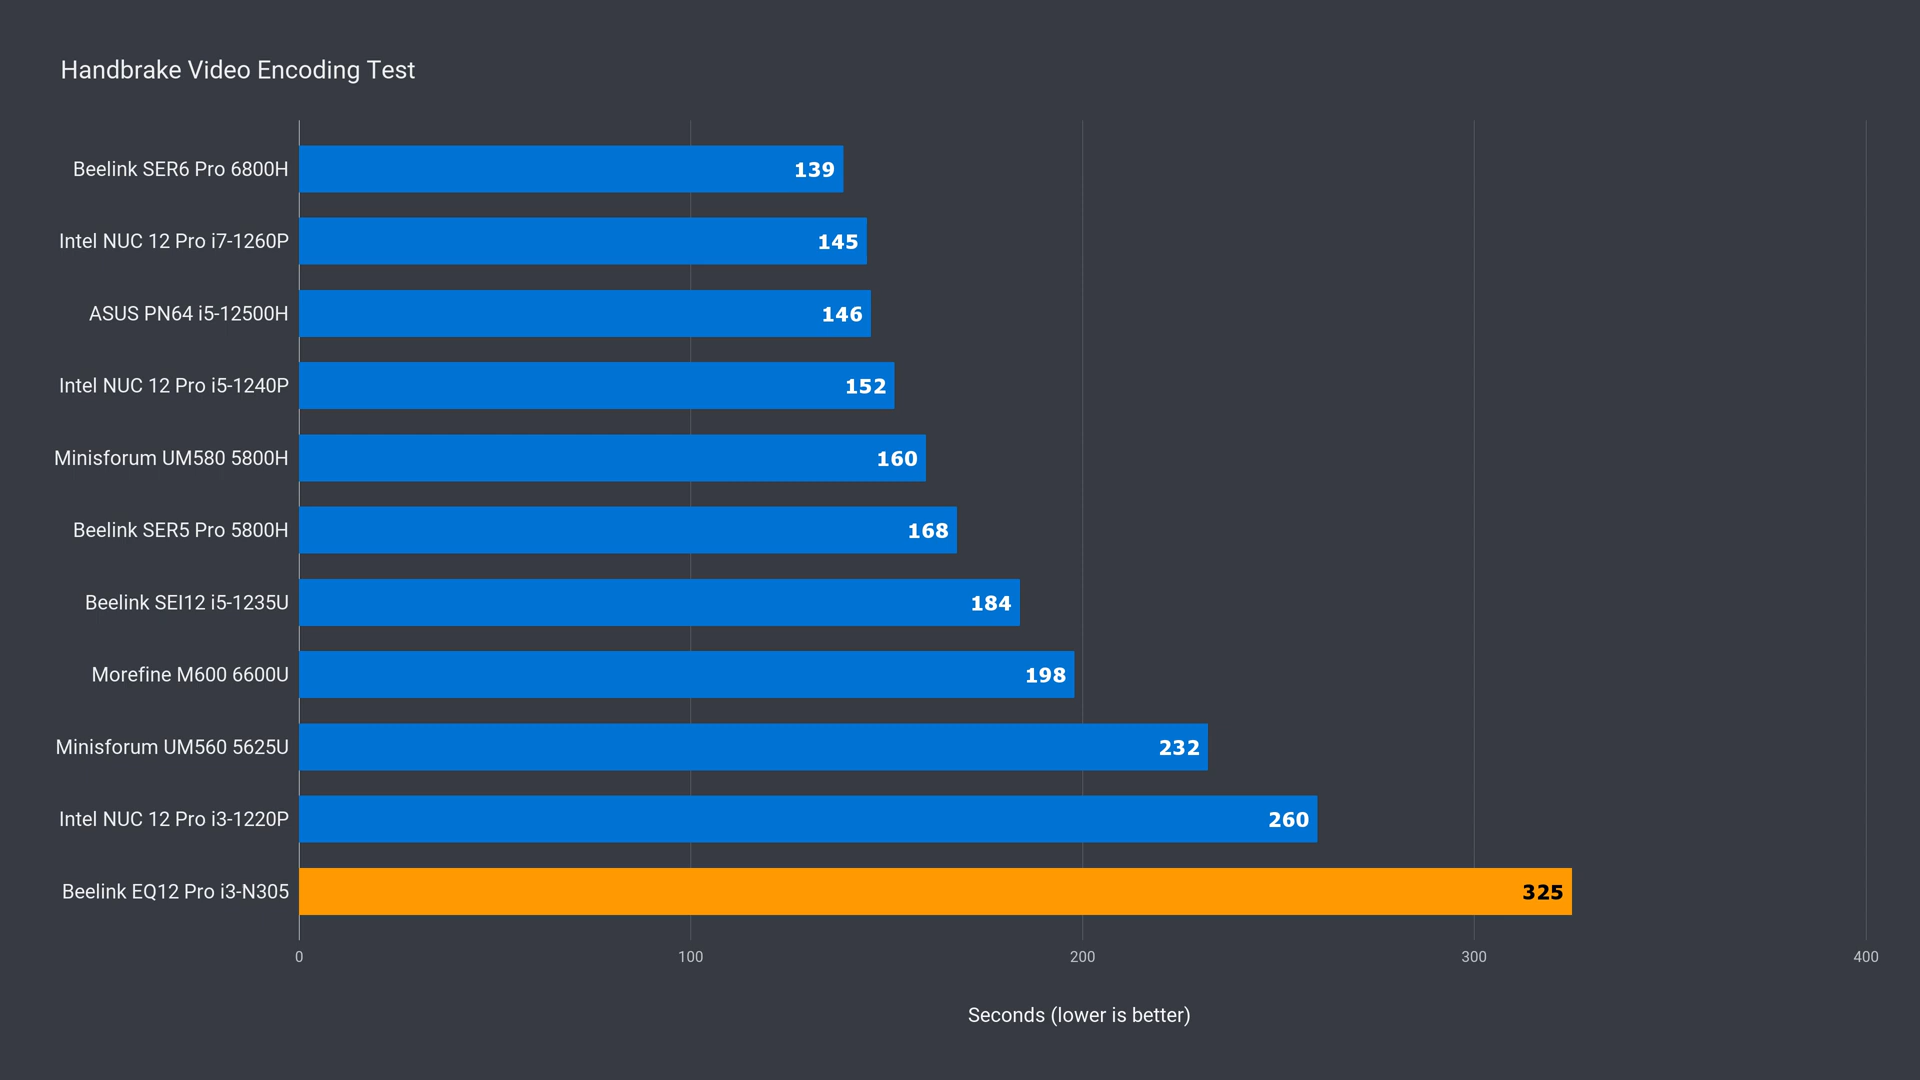 Handbrake Video Encoding Test
Beelink SER6 Pro 6800H 139
Intel NUC 12 Pro i7-1260P 145
ASUS PN64 i5-12500H 146
Intel NUC 12 Pro i5-1240P 152
Minisforum UM580 5800H 160
Beelink SER5 Pro 5800H 168
Beelink SEI12 i5-1235U 184
Morefine M600 6600U 198
Minisforum UM560 5625U 232
Intel NUC 12 Pro i3-1220P 260
Beelink EQ12 Pro i3-N305 325
0 100 200 300 400
Seconds (lower is better)